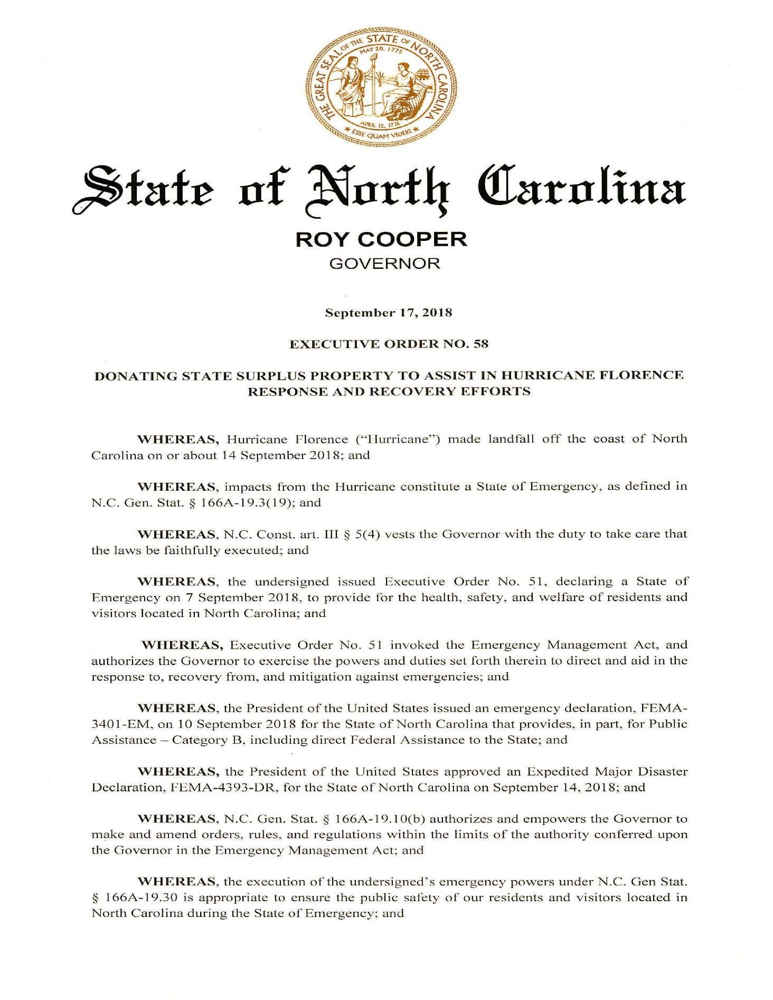 THE GREAT SEAL OF THE STATE OF NORTH CAROLINA
MAY 20, 1775
APRIL 12, 1776
★ ESSE QUAM VIDERI ★
State of North Carolina
ROY COOPER
GOVERNOR
September 17, 2018
EXECUTIVE ORDER NO. 58
DONATING STATE SURPLUS PROPERTY TO ASSIST IN HURRICANE FLORENCE
RESPONSE AND RECOVERY EFFORTS
WHEREAS, Hurricane Florence (“Hurricane”) made landfall off the coast of North
Carolina on or about 14 September 2018; and
WHEREAS, impacts from the Hurricane constitute a State of Emergency, as defined in
N.C. Gen. Stat. § 166A-19.3(19); and
WHEREAS, N.C. Const. art. III § 5(4) vests the Governor with the duty to take care that
the laws be faithfully executed; and
WHEREAS, the undersigned issued Executive Order No. 51, declaring a State of
Emergency on 7 September 2018, to provide for the health, safety, and welfare of residents and
visitors located in North Carolina; and
WHEREAS, Executive Order No. 51 invoked the Emergency Management Act, and
authorizes the Governor to exercise the powers and duties set forth therein to direct and aid in the
response to, recovery from, and mitigation against emergencies; and
WHEREAS, the President of the United States issued an emergency declaration, FEMA-
3401-EM, on 10 September 2018 for the State of North Carolina that provides, in part, for Public
Assistance – Category B, including direct Federal Assistance to the State; and
WHEREAS, the President of the United States approved an Expedited Major Disaster
Declaration, FEMA-4393-DR, for the State of North Carolina on September 14, 2018; and
WHEREAS, N.C. Gen. Stat. § 166A-19.10(b) authorizes and empowers the Governor to
make and amend orders, rules, and regulations within the limits of the authority conferred upon
the Governor in the Emergency Management Act; and
WHEREAS, the execution of the undersigned’s emergency powers under N.C. Gen Stat.
§ 166A-19.30 is appropriate to ensure the public safety of our residents and visitors located in
North Carolina during the State of Emergency; and